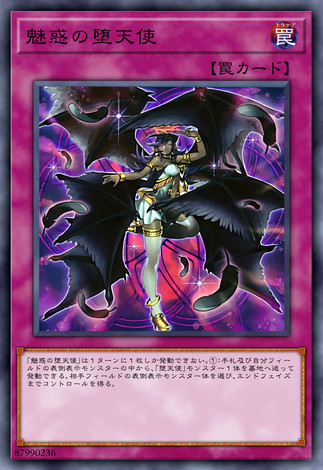 魅惑の堕天使
トラップ
罠
【罠カード】
「魅惑の堕天使」は１ターンに１枚しか発動できない。①：手札及び自分フィー
ルドの表側表示モンスターの中から、「堕天使」モンスター１体を墓地へ送って
発動できる。相手フィールドの表側表示モンスター１体を選び、エンドフェイズ
までコントロールを得る。
87990236